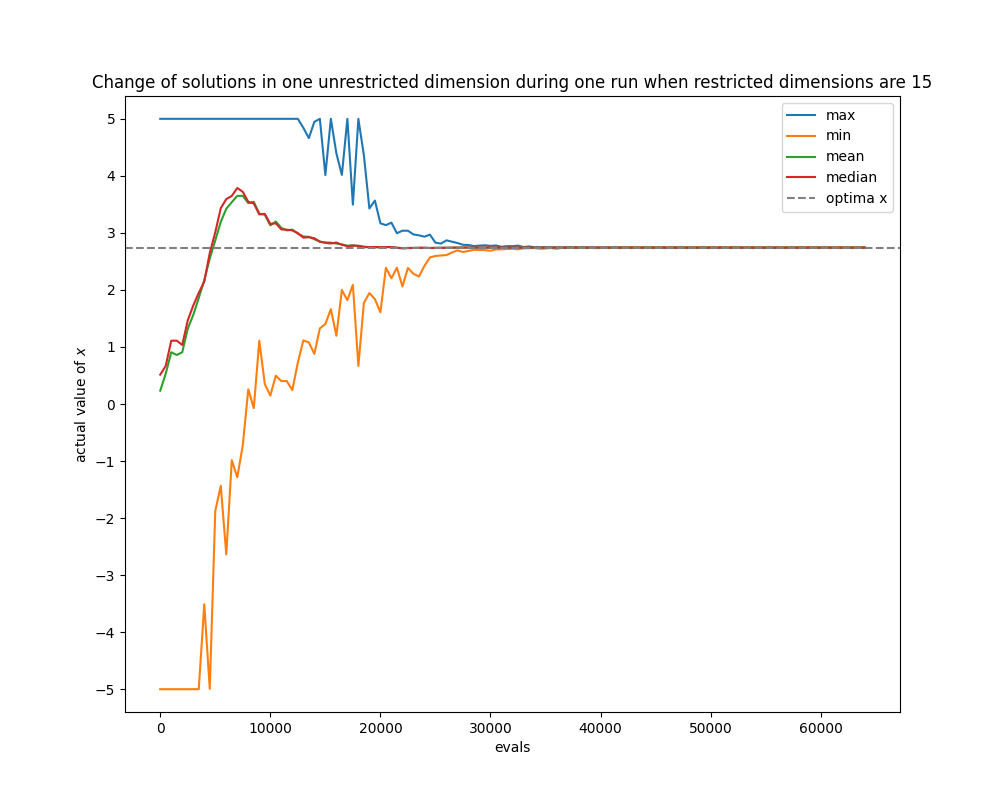 Change of solutions in one unrestricted dimension during one run when restricted dimensions are 15
max
min
mean
median
optima x
actual value of x
5
4
3
2
1
0
−1
−2
−3
−4
−5
0 10000 20000 30000 40000 50000 60000
evals